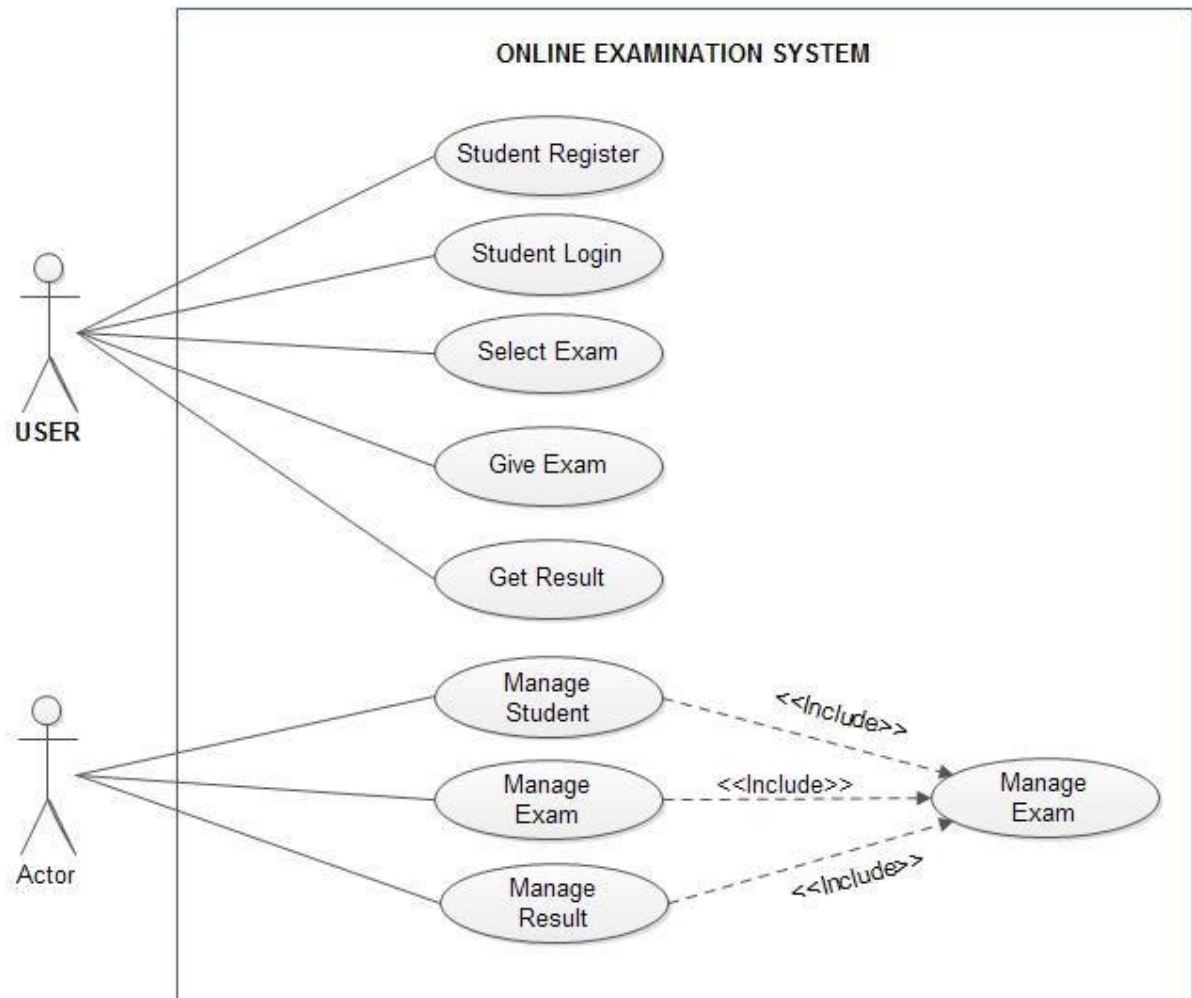 ONLINE EXAMINATION SYSTEM
Student Register
Student Login
Select Exam
USER
Give Exam
Get Result
Manage
Student
<<Include>>
Manage
Exam
<<Include>>
Manage
Exam
Actor
Manage
Result
<<Include>>